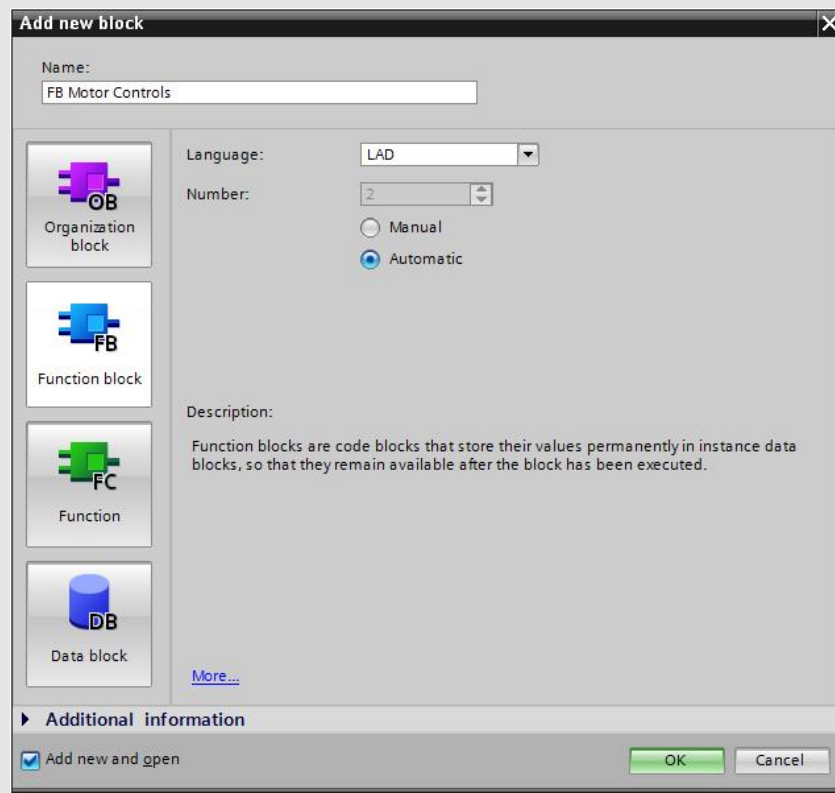 Add new block
Name:
FB Motor Controls
OB
Organization
block
FB
Function block
FC
Function
DB
Data block
Language:
LAD
Number:
2
Manual
Automatic
Description:
Function blocks are code blocks that store their values permanently in instance data
blocks, so that they remain available after the block has been executed.
More...
Additional information
Add new and open
OK
Cancel